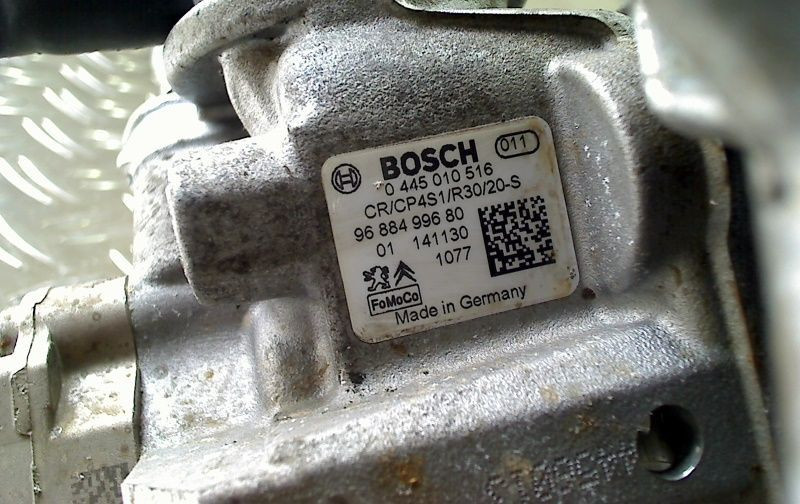 BOSCH 011
0 445 010 516
CR/CP4S1/R30/20-S
96 884 996 80
01 141130
1077
FoMoCo
Made in Germany